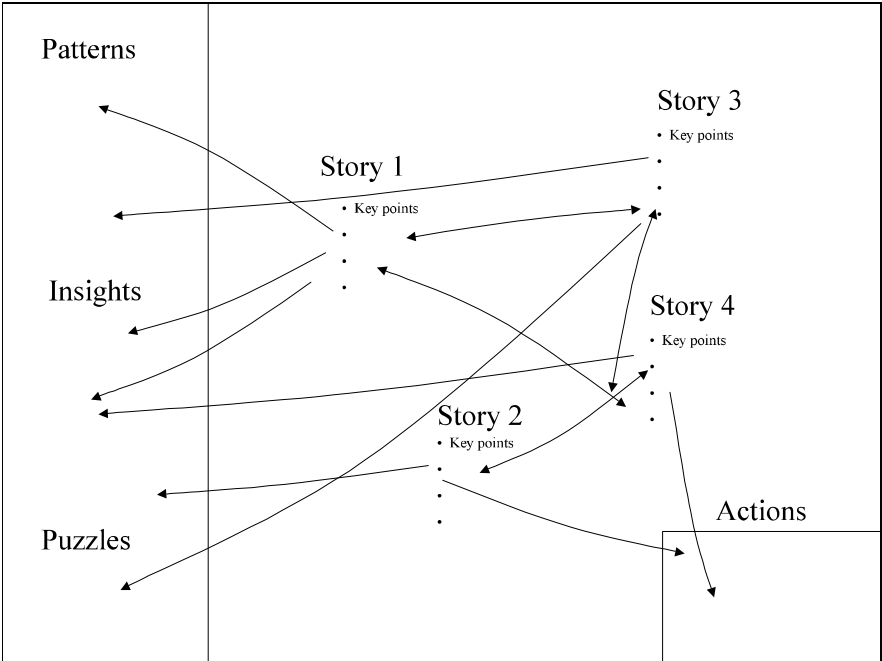 Patterns
Insights
Puzzles
Story 1
• Key points
•
•
•
Story 2
• Key points
•
•
•
Story 3
• Key points
•
•
•
Story 4
• Key points
•
•
•
Actions